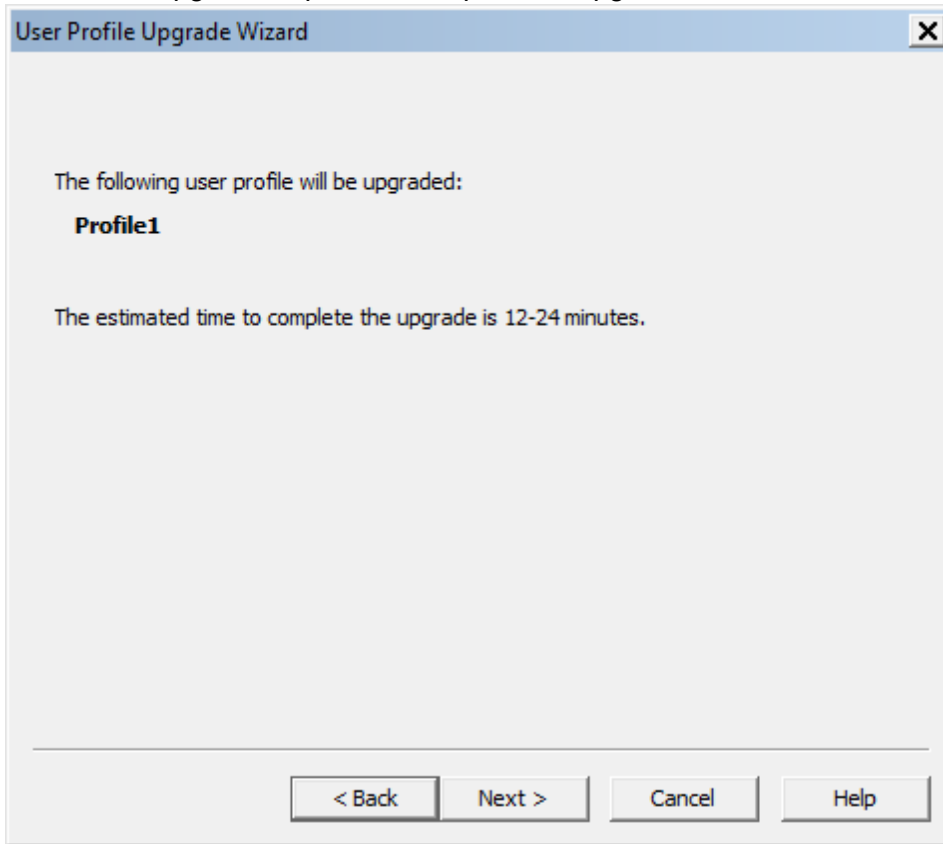 User Profile Upgrade Wizard
The following user profile will be upgraded:
Profile1
The estimated time to complete the upgrade is 12-24 minutes.
< Back Next > Cancel Help